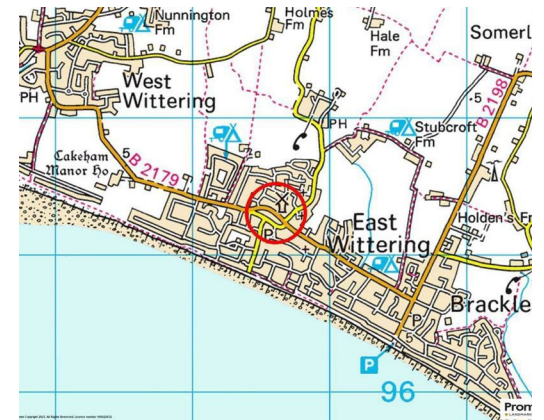 Nunnington
Fm
Holmes
Fm
Hale
Fm
Somerl
West
Wittering
PH
PH
5
B 2198
Stubcroft
Fm
5
Cakeham
Manor Ho
B 2179
East
Wittering
Holden's Fr
P
Brackle
P
5
P
96
Prom